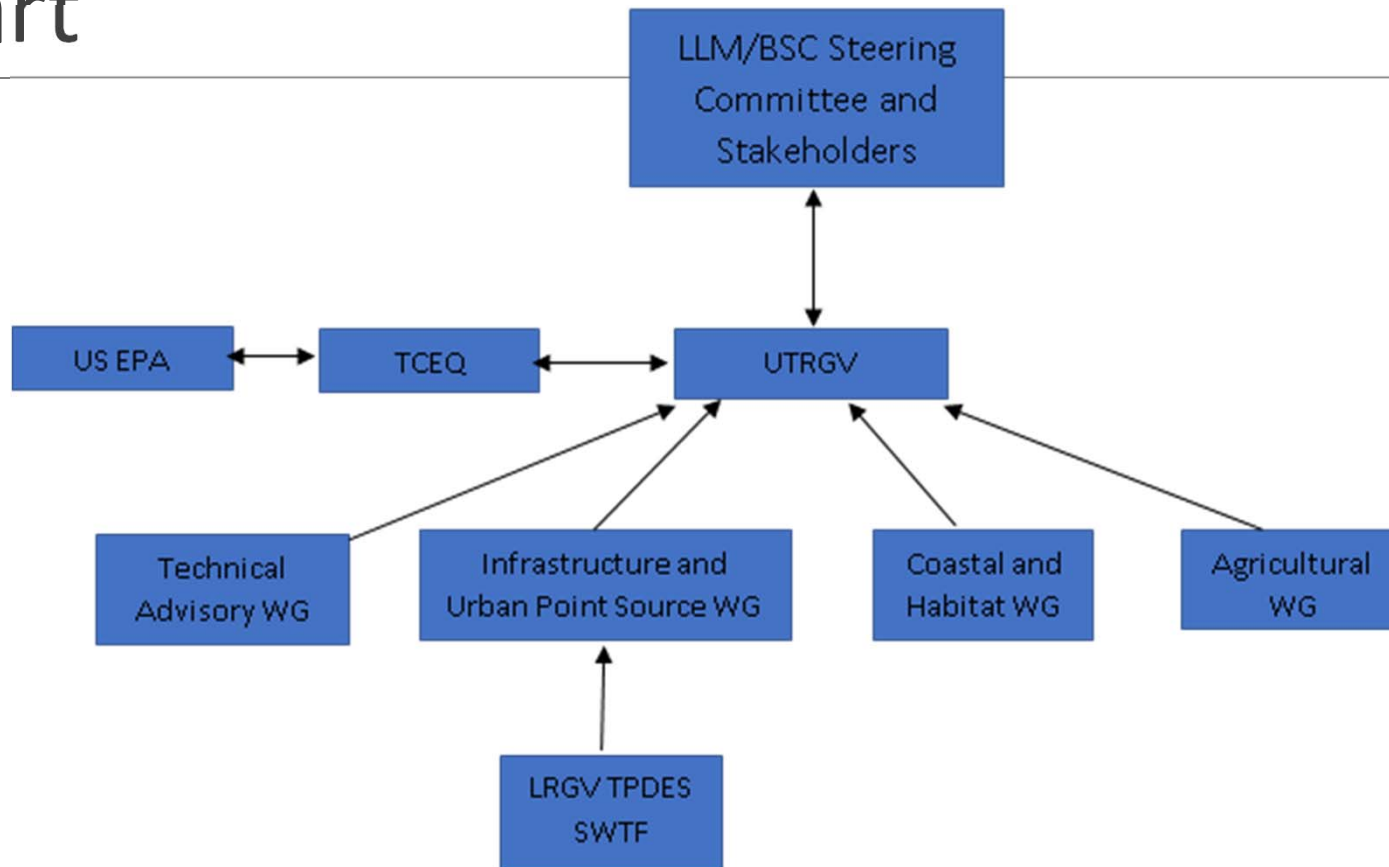 LLM/BSC Steering
Committee and
Stakeholders
US EPA
TCEQ
UTRGV
Technical
Advisory WG
Infrastructure and
Urban Point Source WG
Coastal and
Habitat WG
Agricultural
WG
LRGV TPDES
SWTF